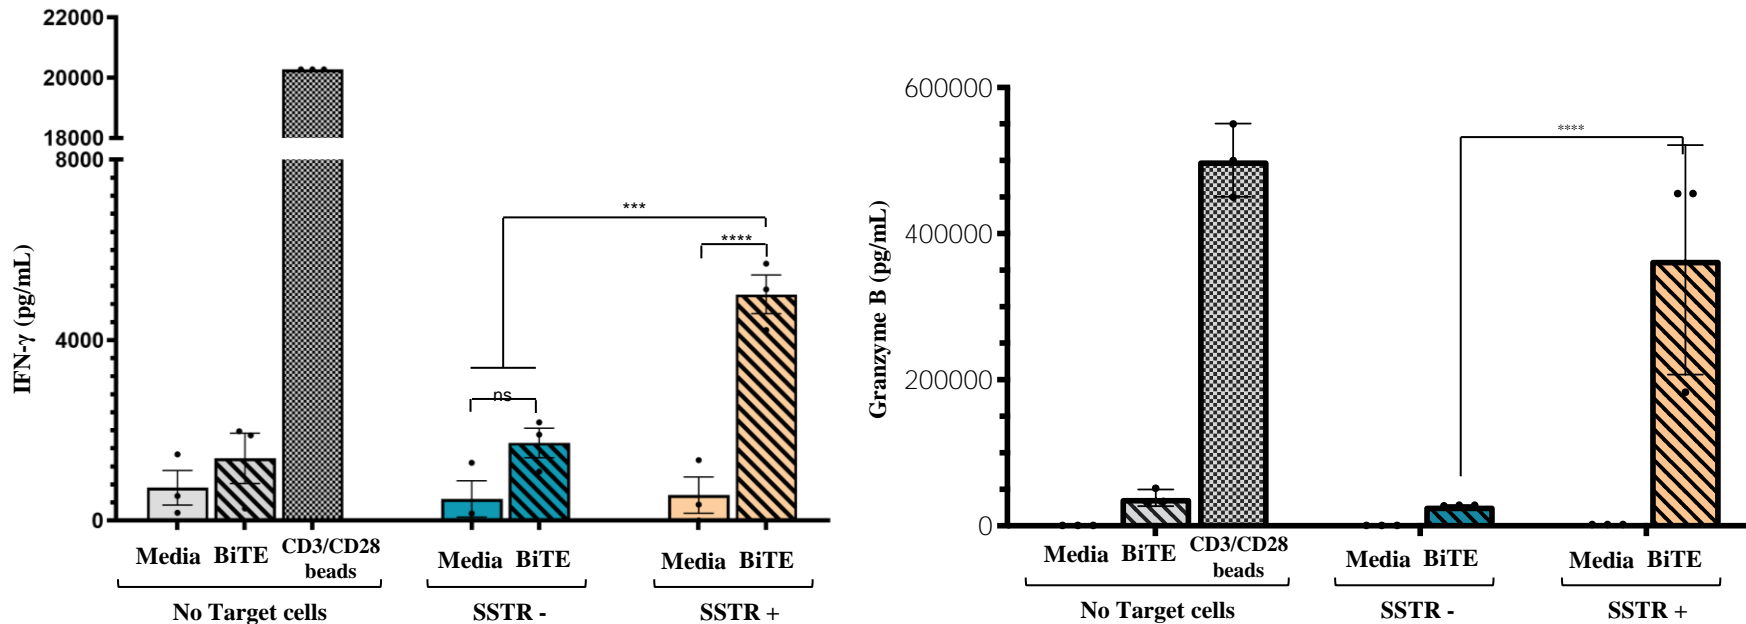 22000
20000
18000
8000
4000
0
IFN-γ (pg/mL)
***
****
ns
Media BiTE CD3/CD28 beads Media BiTE Media BiTE
No Target cells SSTR - SSTR +
600000
400000
200000
0
Granzyme B (pg/mL)
****
Media BiTE CD3/CD28 beads Media BiTE Media BiTE
No Target cells SSTR - SSTR +